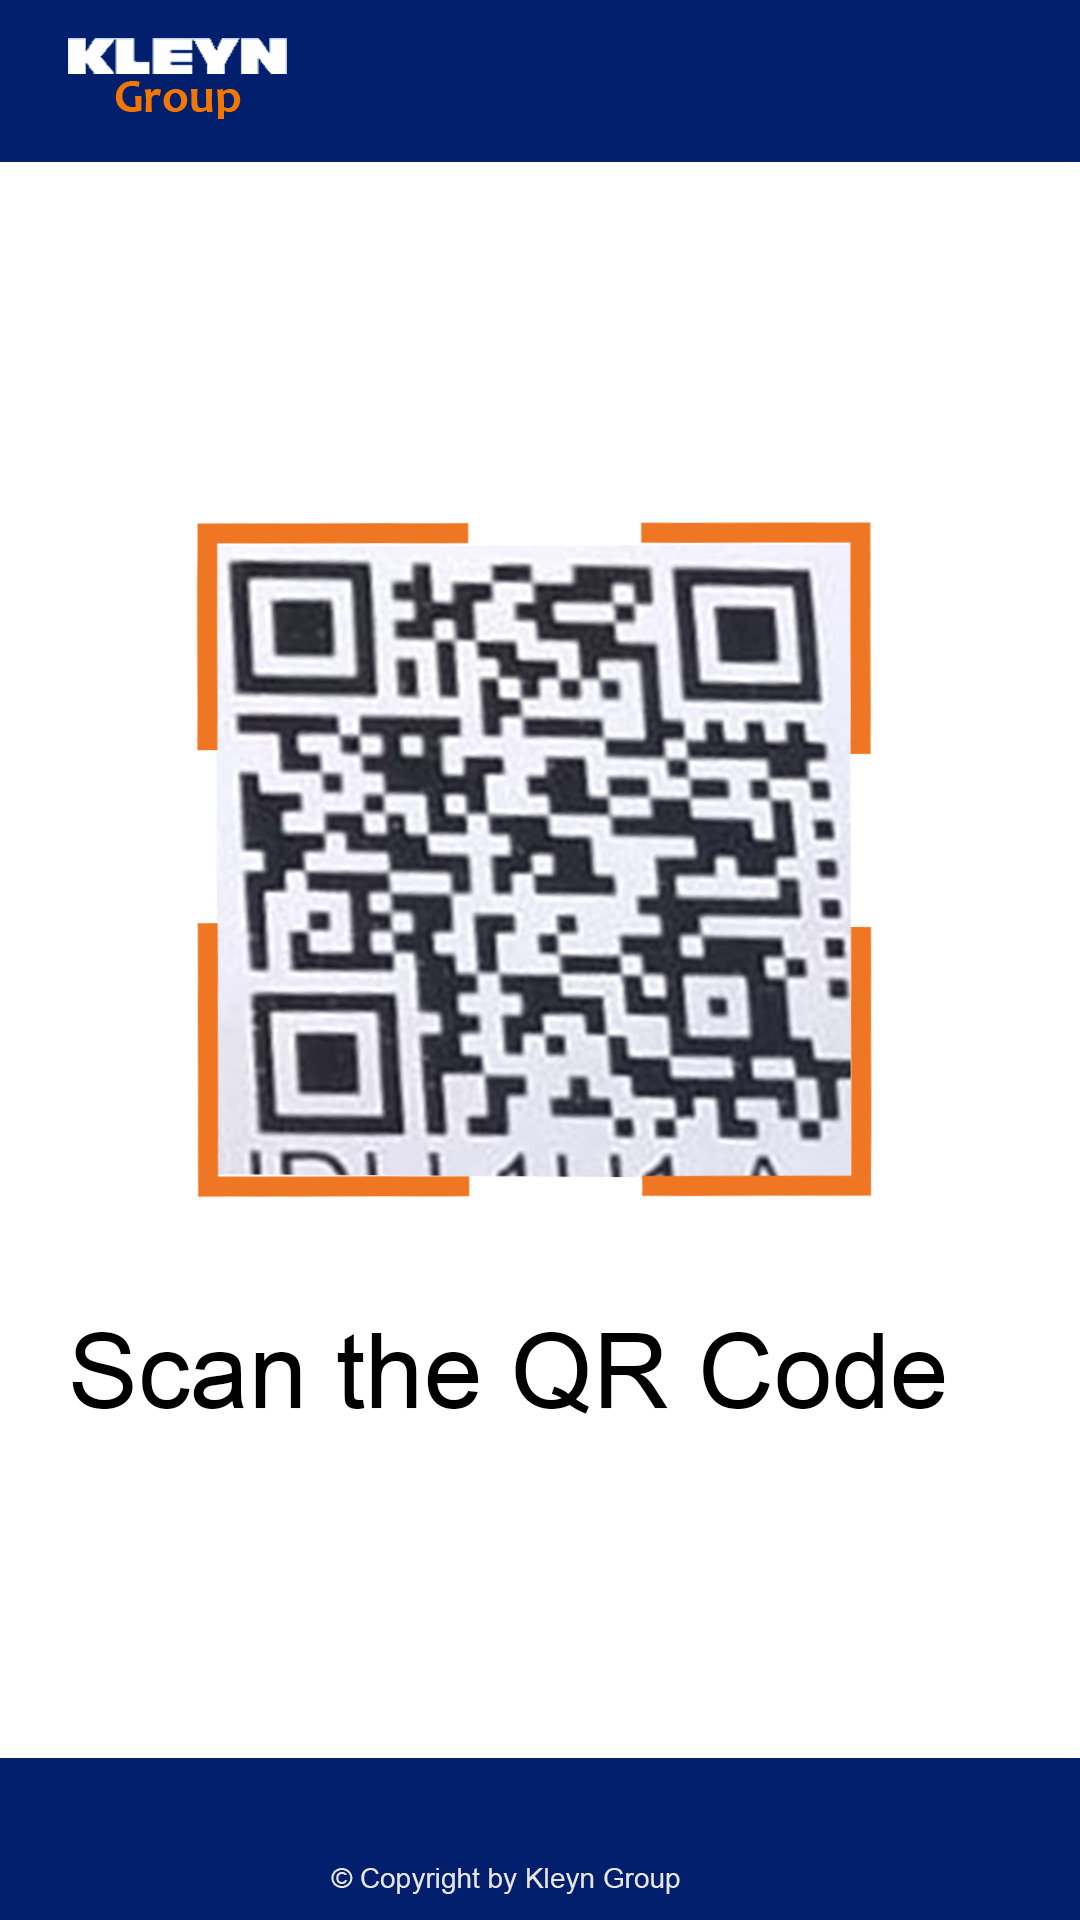 KLEYN
Group
Scan the QR Code
© Copyright by Kleyn Group